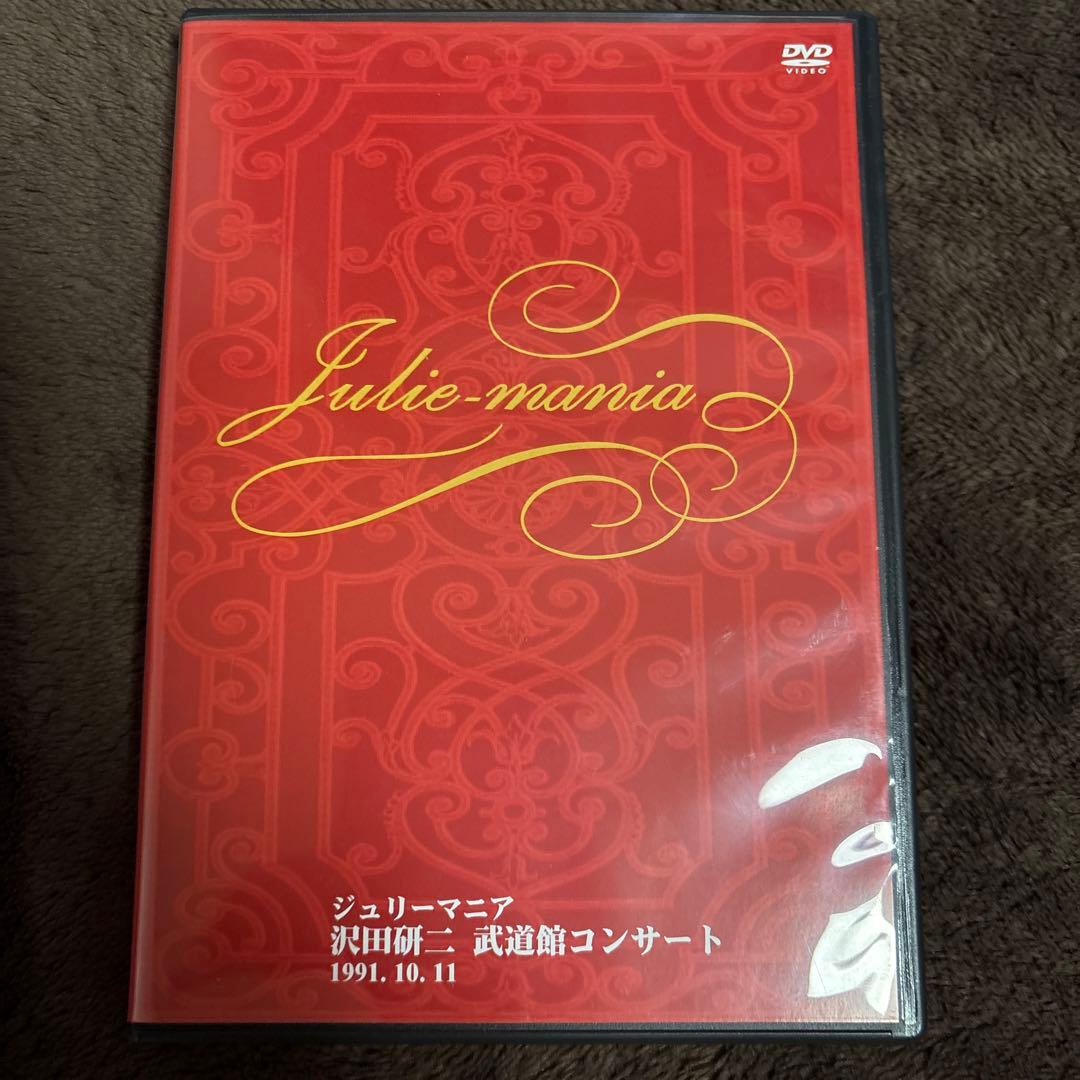 DVD
VIDEO
Julie-mania
ジュリーマニア
沢田研二 武道館コンサート
1991. 10. 11